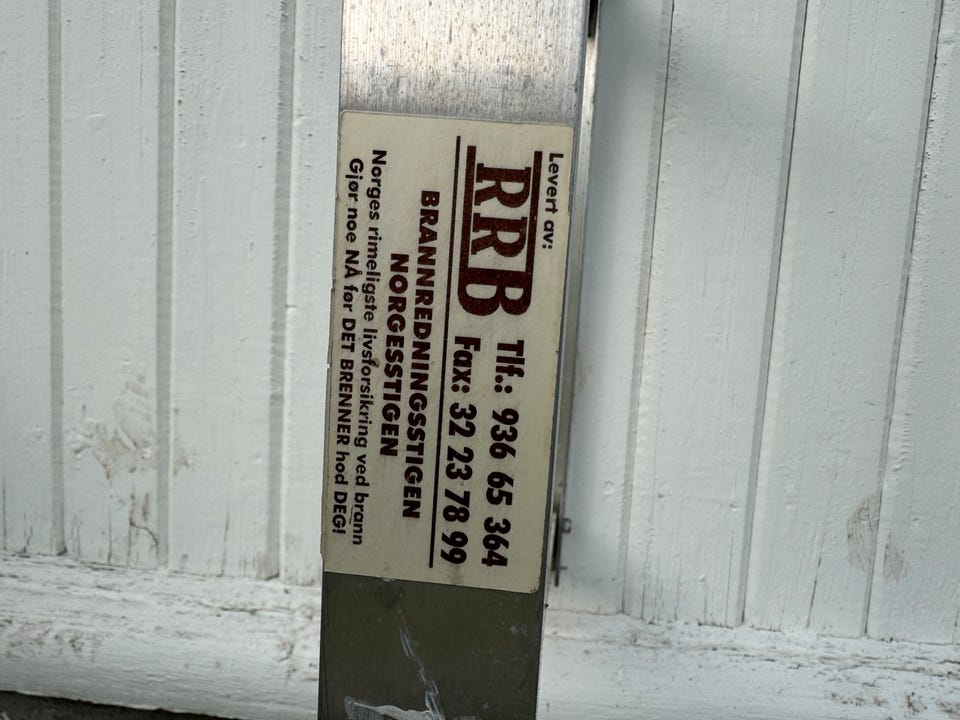 Levert av:
RRB Tlf.: 936 65 364
Fax: 32 23 78 99
BRANNREDNINGSSTIGEN
NORGESSTIGEN
Norges rimeligste livsforsikring ved brann
Gjør noe NÅ før DET BRENNER hod DEG!